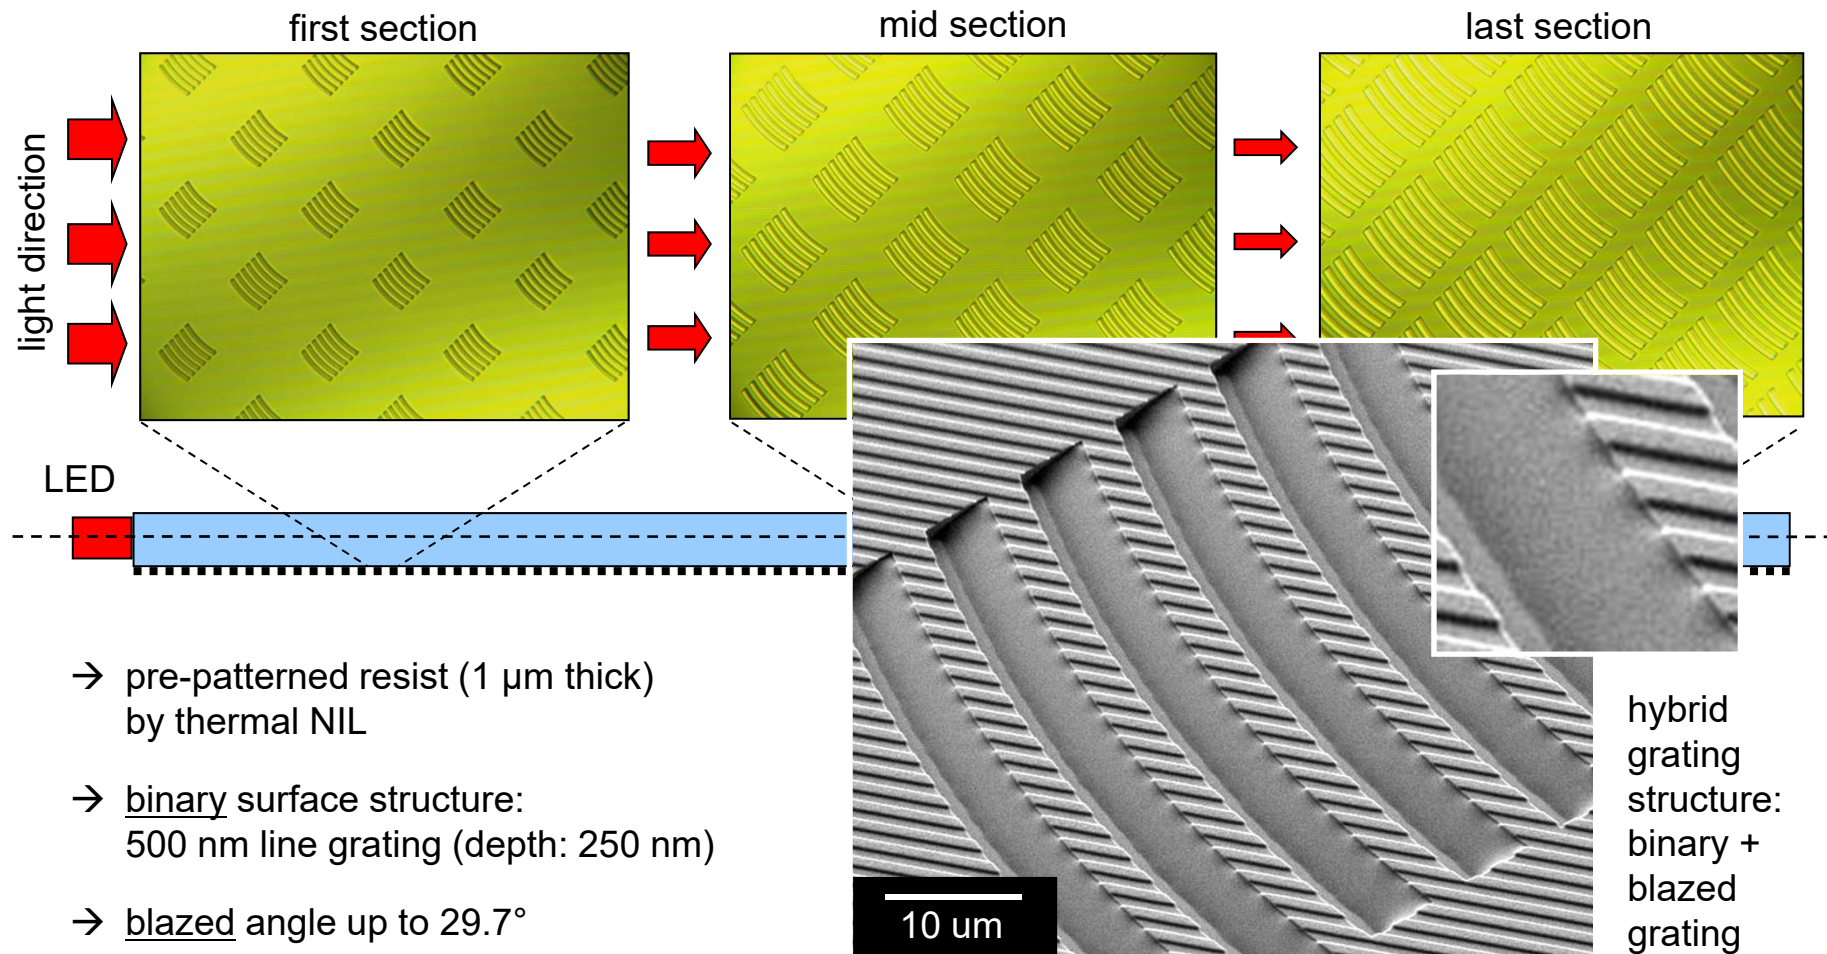 first section
mid section
last section
light direction
LED
→ pre-patterned resist (1 µm thick)
by thermal NIL
→ binary surface structure:
500 nm line grating (depth: 250 nm)
→ blazed angle up to 29.7°
10 um
hybrid
grating
structure:
binary +
blazed
grating